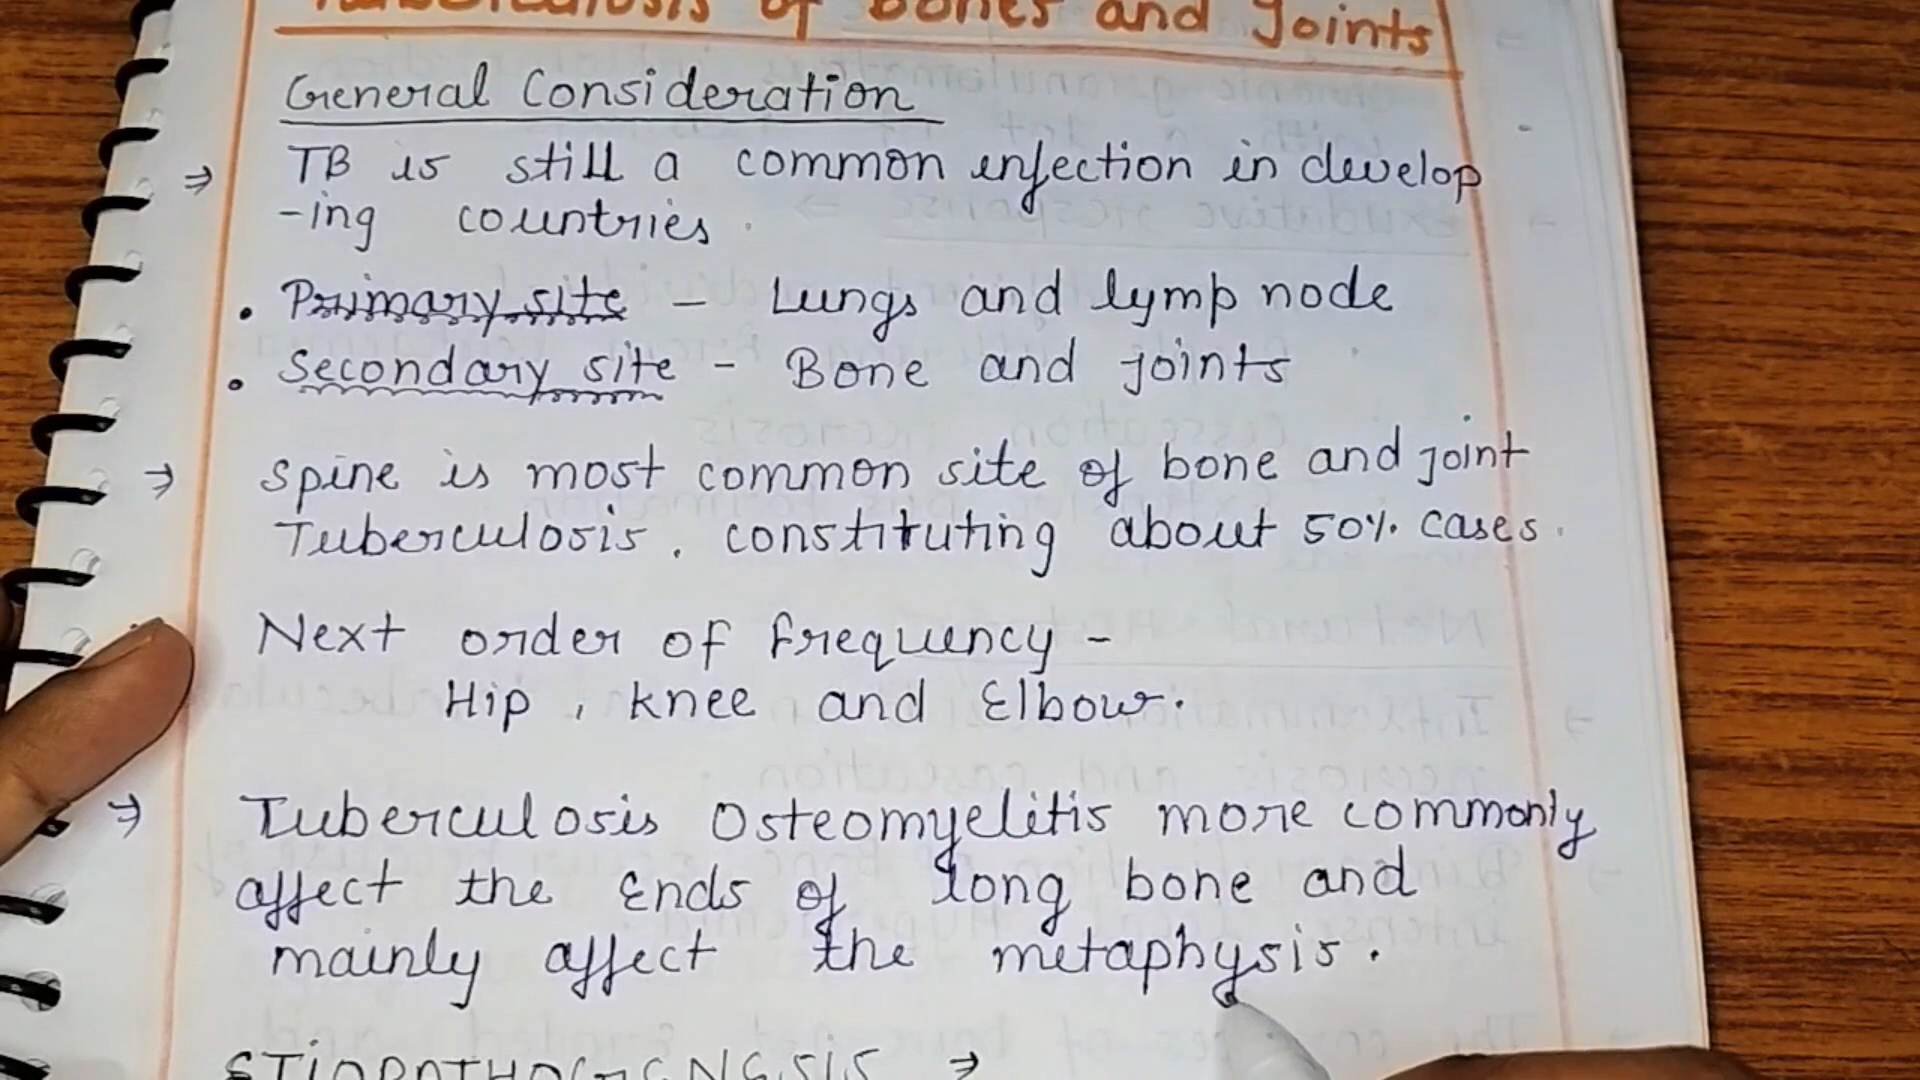 Tuberculosis of Bones and Joints
General Consideration
⇒ TB is still a common infection in develop
-ing countries.
• Primary site - Lungs and lymp node
• Secondary site - Bone and joints
⇒ Spine is most common site of bone and joint
Tuberculosis. constituting about 50% cases.
Next order of frequency -
Hip, knee and Elbow.
⇒ Tuberculosis Osteomyelitis more commonly
affect the Ends of long bone and
mainly affect the metaphysis.
ETIOPATHOGENESIS ⇒